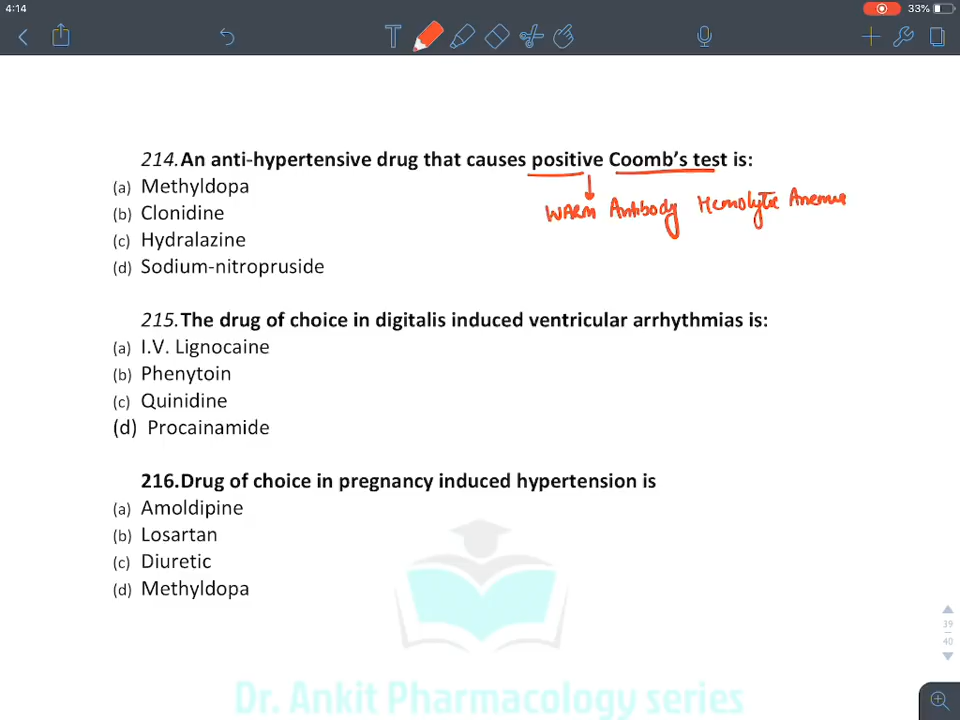 4:14
33%
T
214.An anti-hypertensive drug that causes positive Coomb's test is:
(a) Methyldopa
WARM Antibody Hemolytic Anemia
(b) Clonidine
(c) Hydralazine
(d) Sodium-nitropruside
215.The drug of choice in digitalis induced ventricular arrhythmias is:
(a) I.V. Lignocaine
(b) Phenytoin
(c) Quinidine
(d) Procainamide
216.Drug of choice in pregnancy induced hypertension is
(a) Amoldipine
(b) Losartan
(c) Diuretic
(d) Methyldopa
39
40
Dr. Ankit Pharmacology series